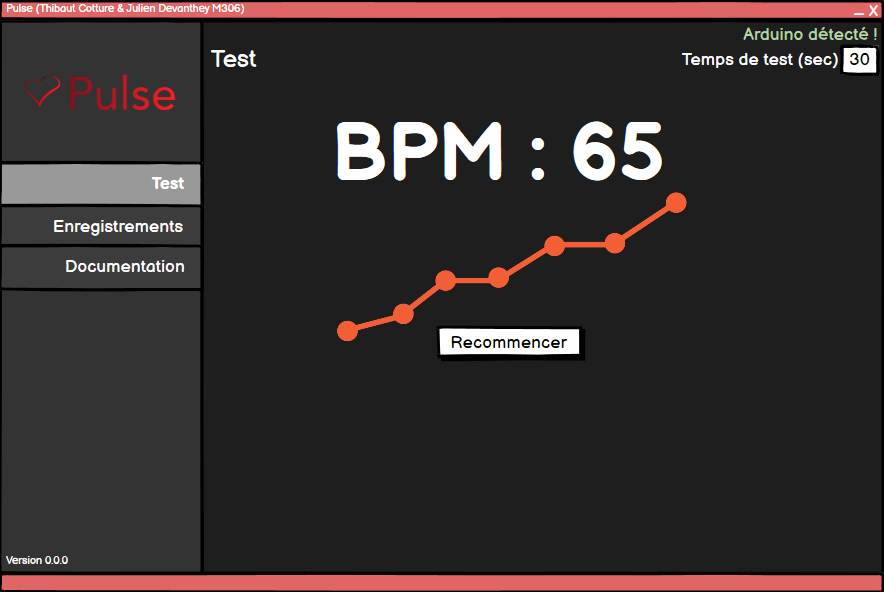 Pulse (Thibaut Cotture & Julien Devanthey M306)
_ X
Arduino détecté !
Test
Temps de test (sec) 30
Pulse
BPM : 65
Test
Enregistrements
Documentation
Recommencer
Version 0.0.0